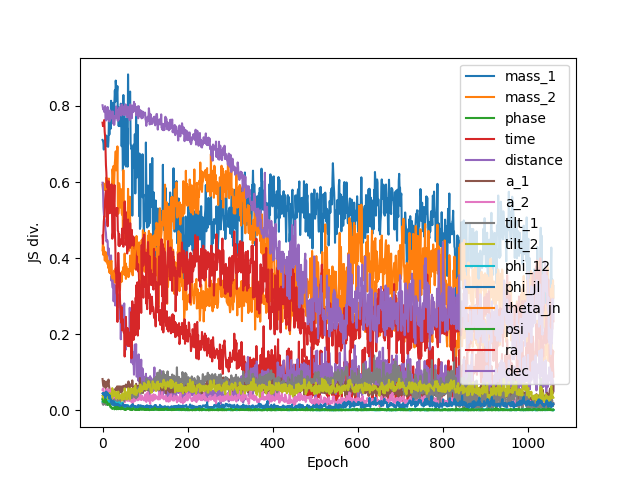 mass_1
mass_2
phase
time
distance
a_1
a_2
tilt_1
tilt_2
phi_12
phi_jl
theta_jn
psi
ra
dec
JS div.
0.8
0.6
0.4
0.2
0.0
0 200 400 600 800 1000
Epoch